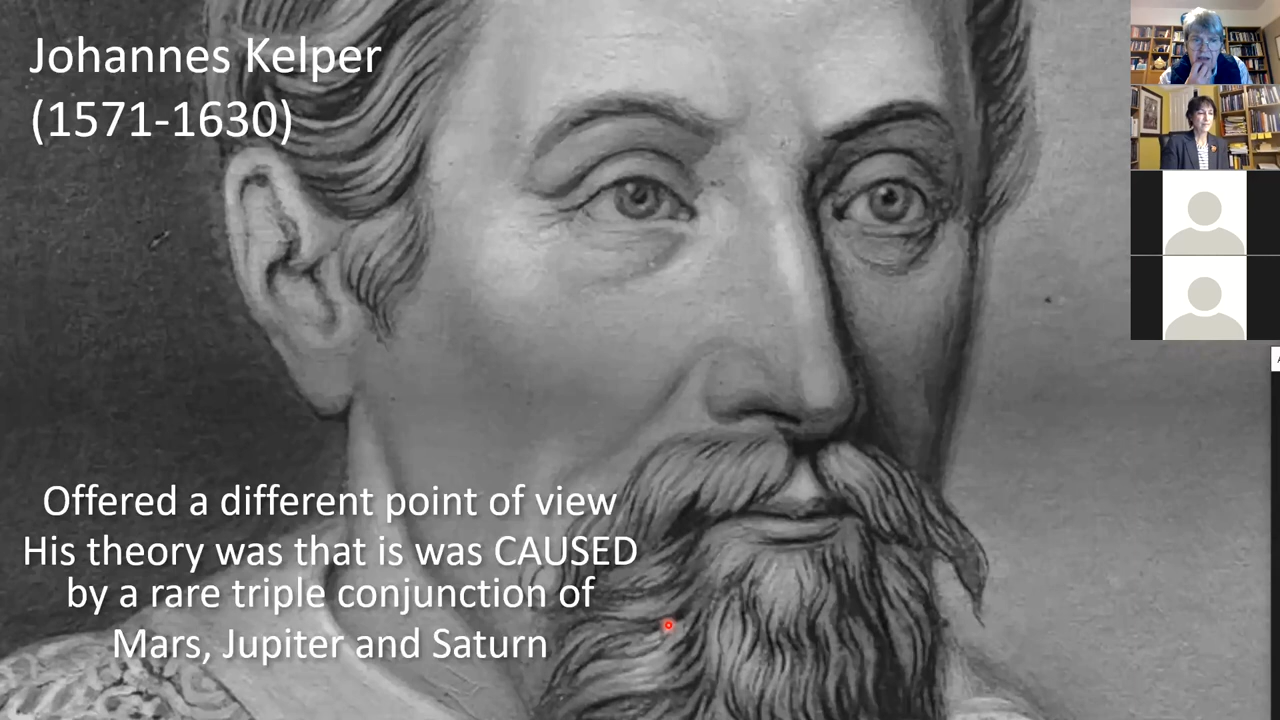 Johannes Kelper
(1571-1630)
Offered a different point of view
His theory was that is was CAUSED
by a rare triple conjunction of
Mars, Jupiter and Saturn